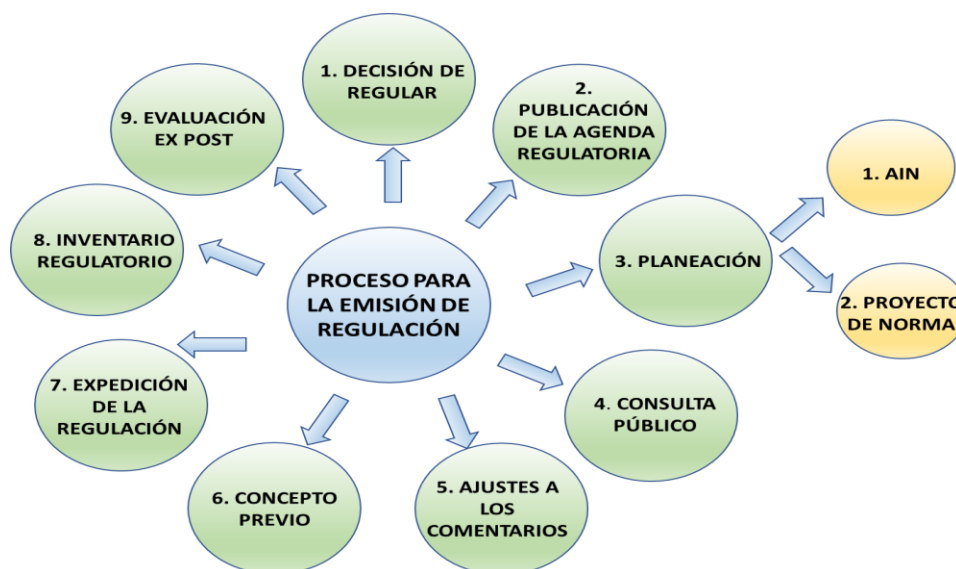 1. DECISIÓN DE
REGULAR
2.
PUBLICACIÓN
DE LA AGENDA
REGULATORIA
9. EVALUACIÓN
EX POST
1. AIN
8. INVENTARIO
REGULATORIO
PROCESO PARA
LA EMISIÓN DE
REGULACIÓN
3. PLANEACIÓN
2. PROYECTO
DE NORMA
7. EXPEDICIÓN
DE LA
REGULACIÓN
4. CONSULTA
PÚBLICO
6. CONCEPTO
PREVIO
5. AJUSTES A
LOS
COMENTARIOS